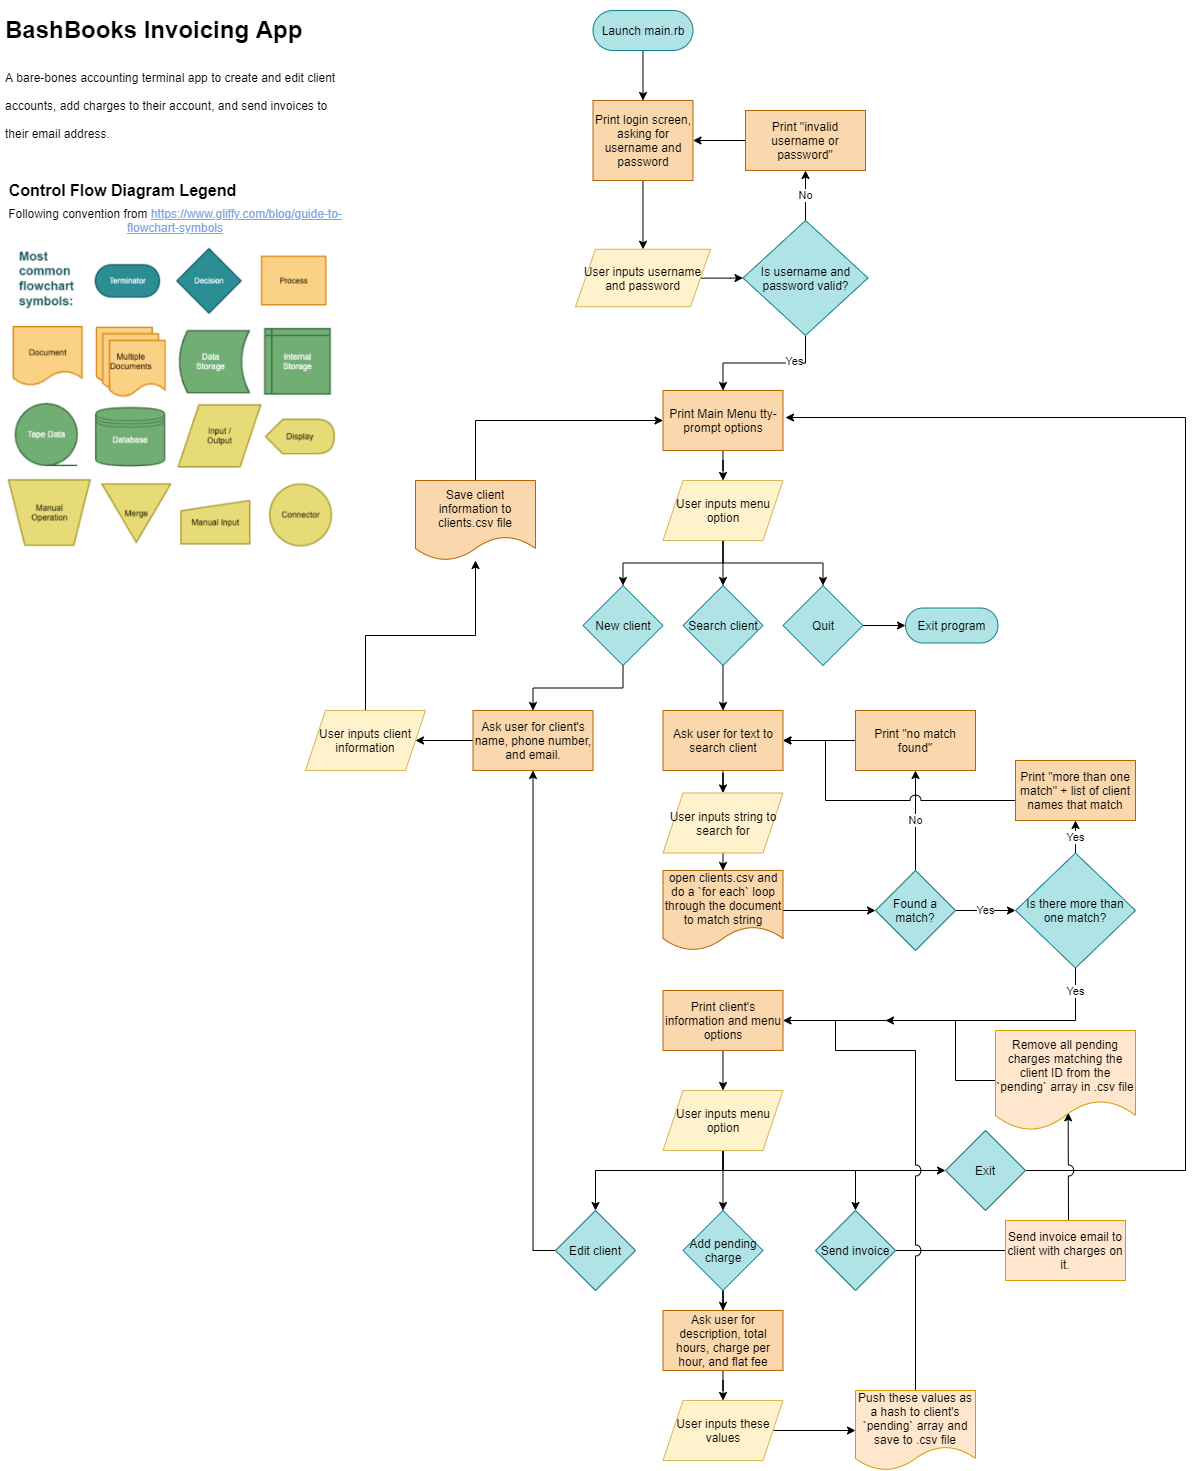 BashBooks Invoicing App
A bare-bones accounting terminal app to create and edit client
accounts, add charges to their account, and send invoices to
their email address.
Control Flow Diagram Legend
Following convention from https://www.gliffy.com/blog/guide-to-
flowchart-symbols
Most
common
flowchart
symbols:
Terminator
Decision
Process
Document
Multiple
Documents
Data
Storage
Internal
Storage
Tape Data
Database
Input /
Output
Display
Manual
Operation
Merge
Manual Input
Connector
Launch main.rb
Print login screen,
asking for
username and
password
Print "invalid
username or
password"
No
User inputs username
and password
Is username and
password valid?
Yes
Print Main Menu tty-
prompt options
Save client
information to
clients.csv file
User inputs menu
option
New client
Search client
Quit
Exit program
User inputs client
information
Ask user for client's
name, phone number,
and email.
Ask user for text to
search client
Print "no match
found"
Print "more than one
match" + list of client
names that match
User inputs string to
search for
No
Yes
open clients.csv and
do a `for each` loop
through the document
to match string
Found a
match?
Yes
Is there more than
one match?
Yes
Print client's
information and menu
options
Remove all pending
charges matching the
client ID from the
`pending` array in .csv file
User inputs menu
option
Exit
Edit client
Add pending
charge
Send invoice
Send invoice email to
client with charges on
it.
Ask user for
description, total
hours, charge per
hour, and flat fee
User inputs these
values
Push these values as
a hash to client's
`pending` array and
save to .csv file